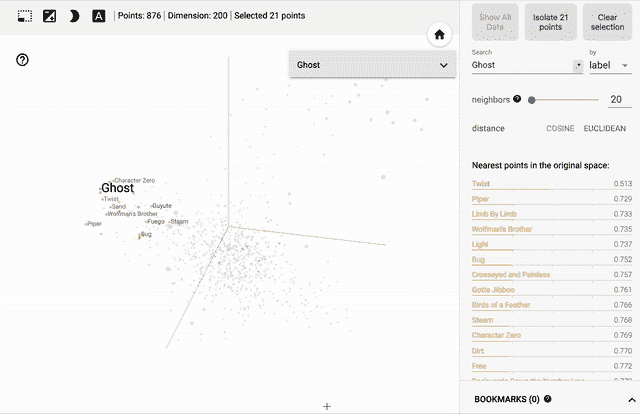 A
Points: 876 | Dimension: 200 | Selected 21 points
Show All Data
Isolate 21 points
Clear selection
Search
by
Ghost
.*
label
Ghost
neighbors
20
distance
COSINE
EUCLIDEAN
Nearest points in the original space:
Twist 0.513
Piper 0.729
Limb By Limb 0.733
Wolfman's Brother 0.735
Light 0.737
Bug 0.752
Crosseyed and Painless 0.757
Gotta Jibboo 0.761
Birds of a Feather 0.766
Steam 0.768
Character Zero 0.769
Dirt 0.770
Free 0.772
Character Zero
Ghost
Twist
Sand
Guyute
Wolfman's Brother
Piper
Fuego
Steam
Bug
BOOKMARKS (0)